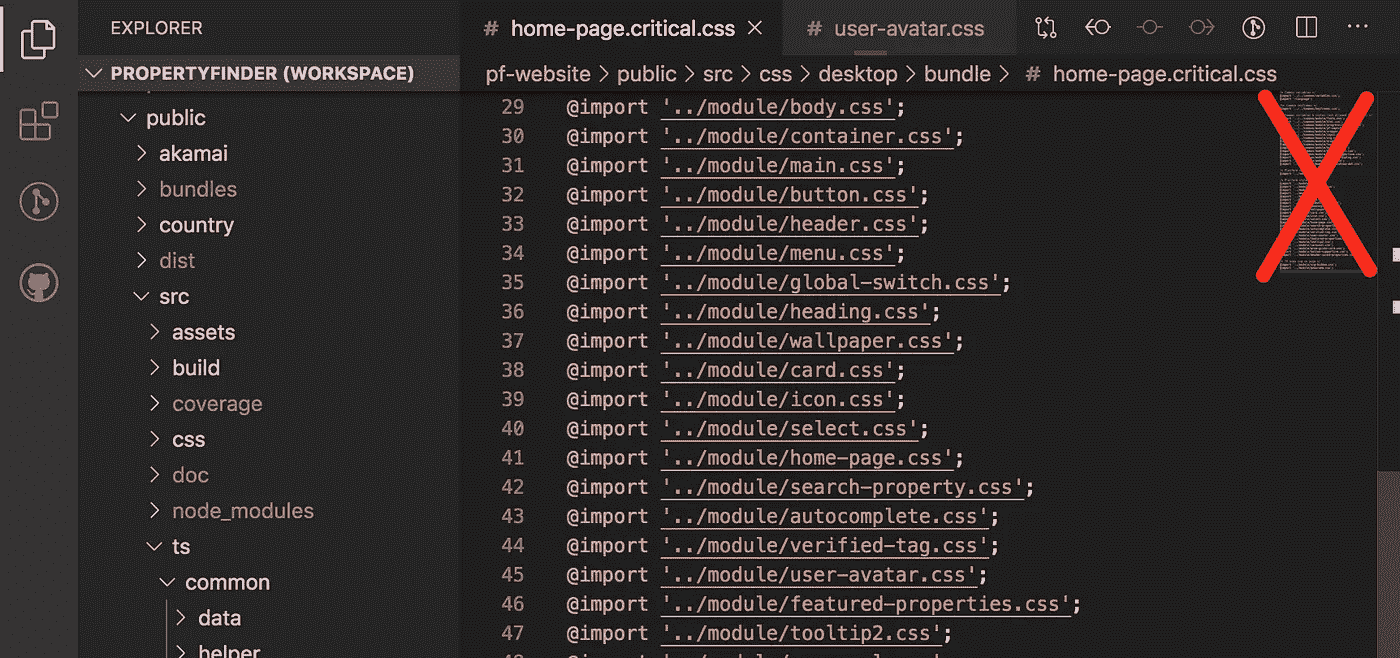 EXPLORER
PROPERTYFINDER (WORKSPACE)
public
akamai
bundles
country
dist
src
assets
build
coverage
css
doc
node_modules
ts
common
data
helper
# home-page.critical.css
# user-avatar.css
pf-website > public > src > css > desktop > bundle > # home-page.critical.css
29 @import '../module/body.css';
30 @import '../module/container.css';
31 @import '../module/main.css';
32 @import '../module/button.css';
33 @import '../module/header.css';
34 @import '../module/menu.css';
35 @import '../module/global-switch.css';
36 @import '../module/heading.css';
37 @import '../module/wallpaper.css';
38 @import '../module/card.css';
39 @import '../module/icon.css';
40 @import '../module/select.css';
41 @import '../module/home-page.css';
42 @import '../module/search-property.css';
43 @import '../module/autocomplete.css';
44 @import '../module/verified-tag.css';
45 @import '../module/user-avatar.css';
46 @import '../module/featured-properties.css';
47 @import '../module/tooltip2.css';